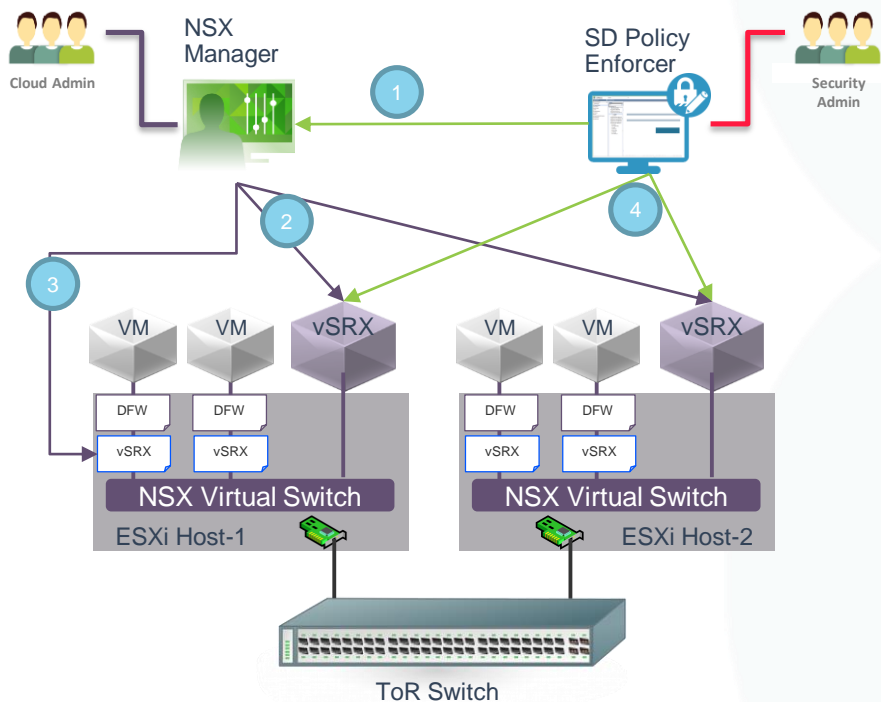 NSX
Manager
SD Policy
Enforcer
Cloud Admin
Security
Admin
1
2
4
3
VM
VM
vSRX
VM
VM
vSRX
DFW
DFW
DFW
DFW
vSRX
vSRX
vSRX
vSRX
NSX Virtual Switch
NSX Virtual Switch
ESXi Host-1
ESXi Host-2
ToR Switch